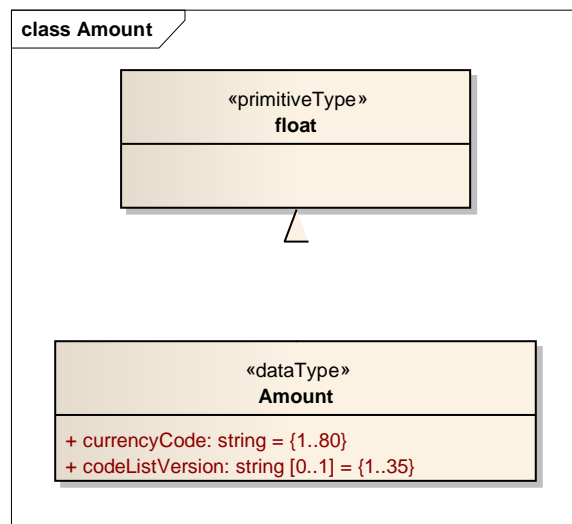 class Amount
«primitiveType»
float
«dataType»
Amount
+ currencyCode: string = {1..80}
+ codeListVersion: string [0..1] = {1..35}